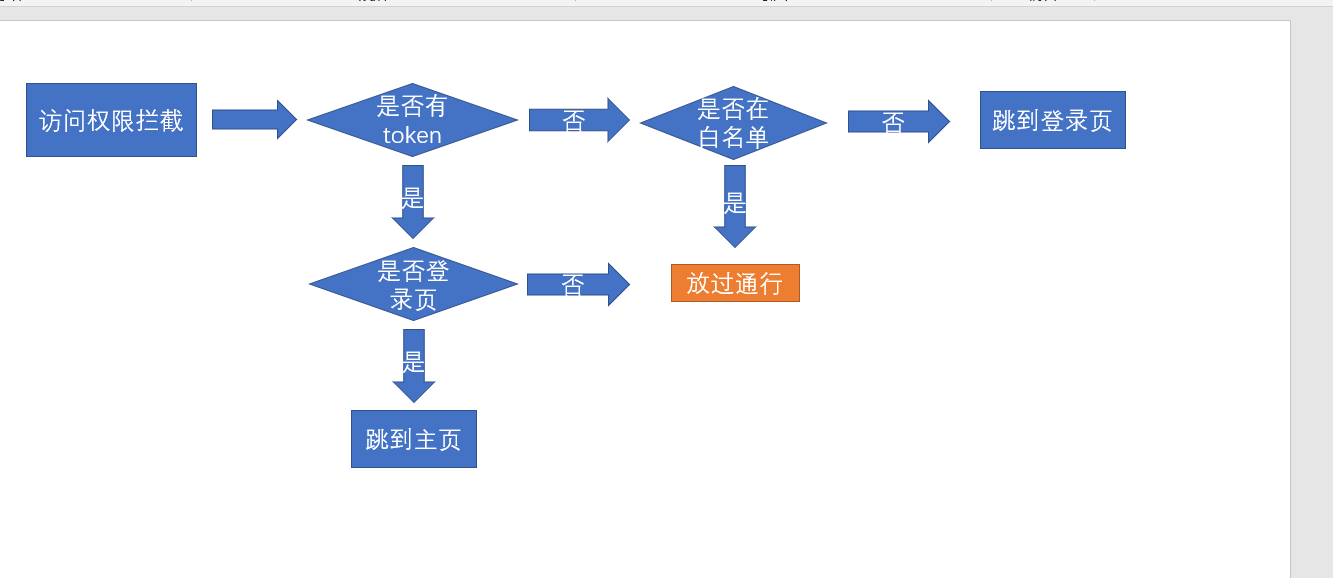 访问权限拦截
是否有
token
否
是否在
白名单
否
跳到登录页
是
是
是否登
录页
否
放过通行
是
跳到主页